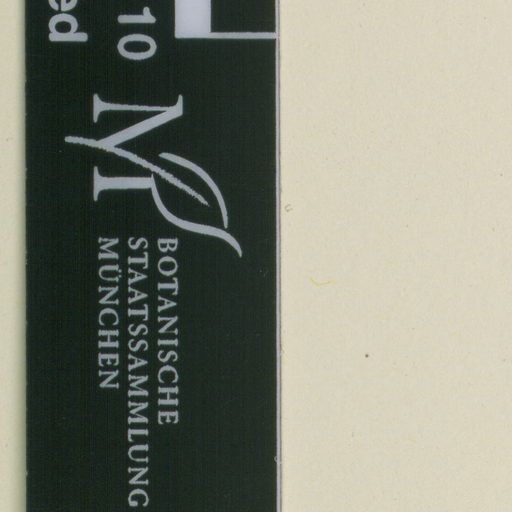 10
ed
M
BOTANISCHE
STAATSSAMMLUNG
MÜNCHEN